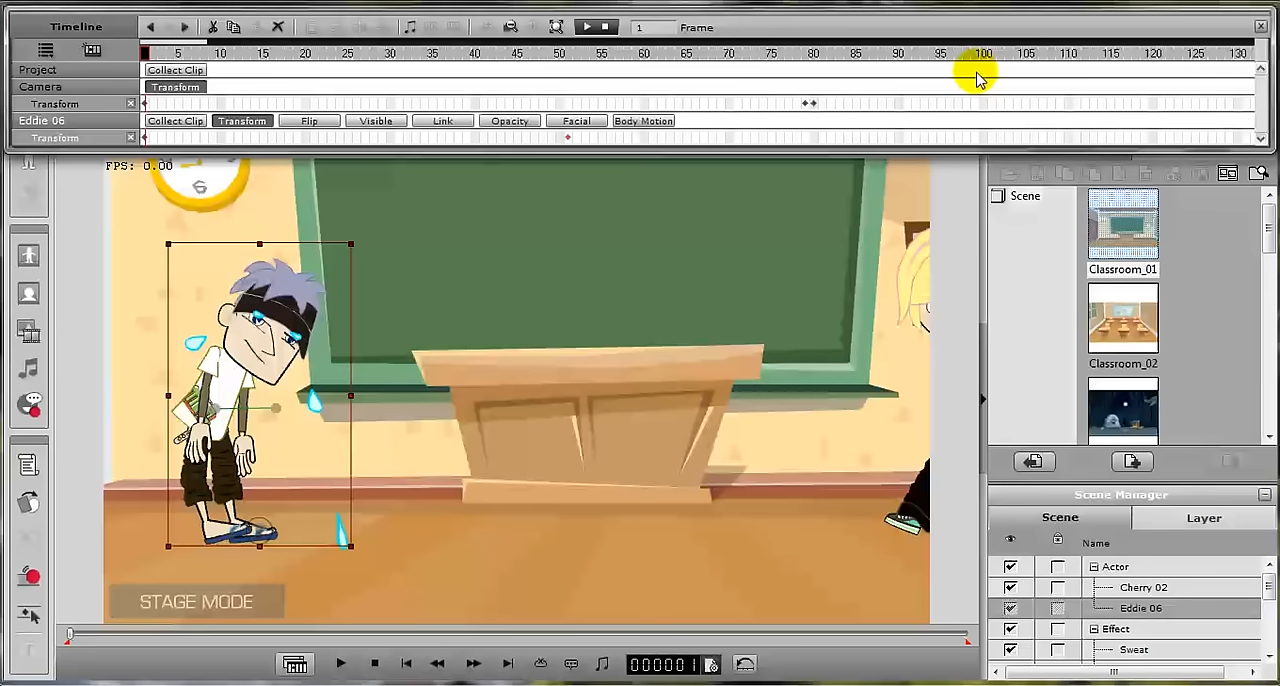 Timeline
1
Frame
5 10 15 20 25 30 35 40 45 50 55 60 65 70 75 80 85 90 95 100 105 110 115 120 125 130
Project
Collect Clip
Camera
Transform
Transform
Eddie 06
Collect Clip Transform Flip Visible Link Opacity Facial Body Motion
Transform
FPS: 0.00
6
Scene
Classroom_01
Classroom_02
Scene Manager
Scene Layer
Name
Actor
Cherry 02
Eddie 06
Effect
Sweat
STAGE MODE
000001